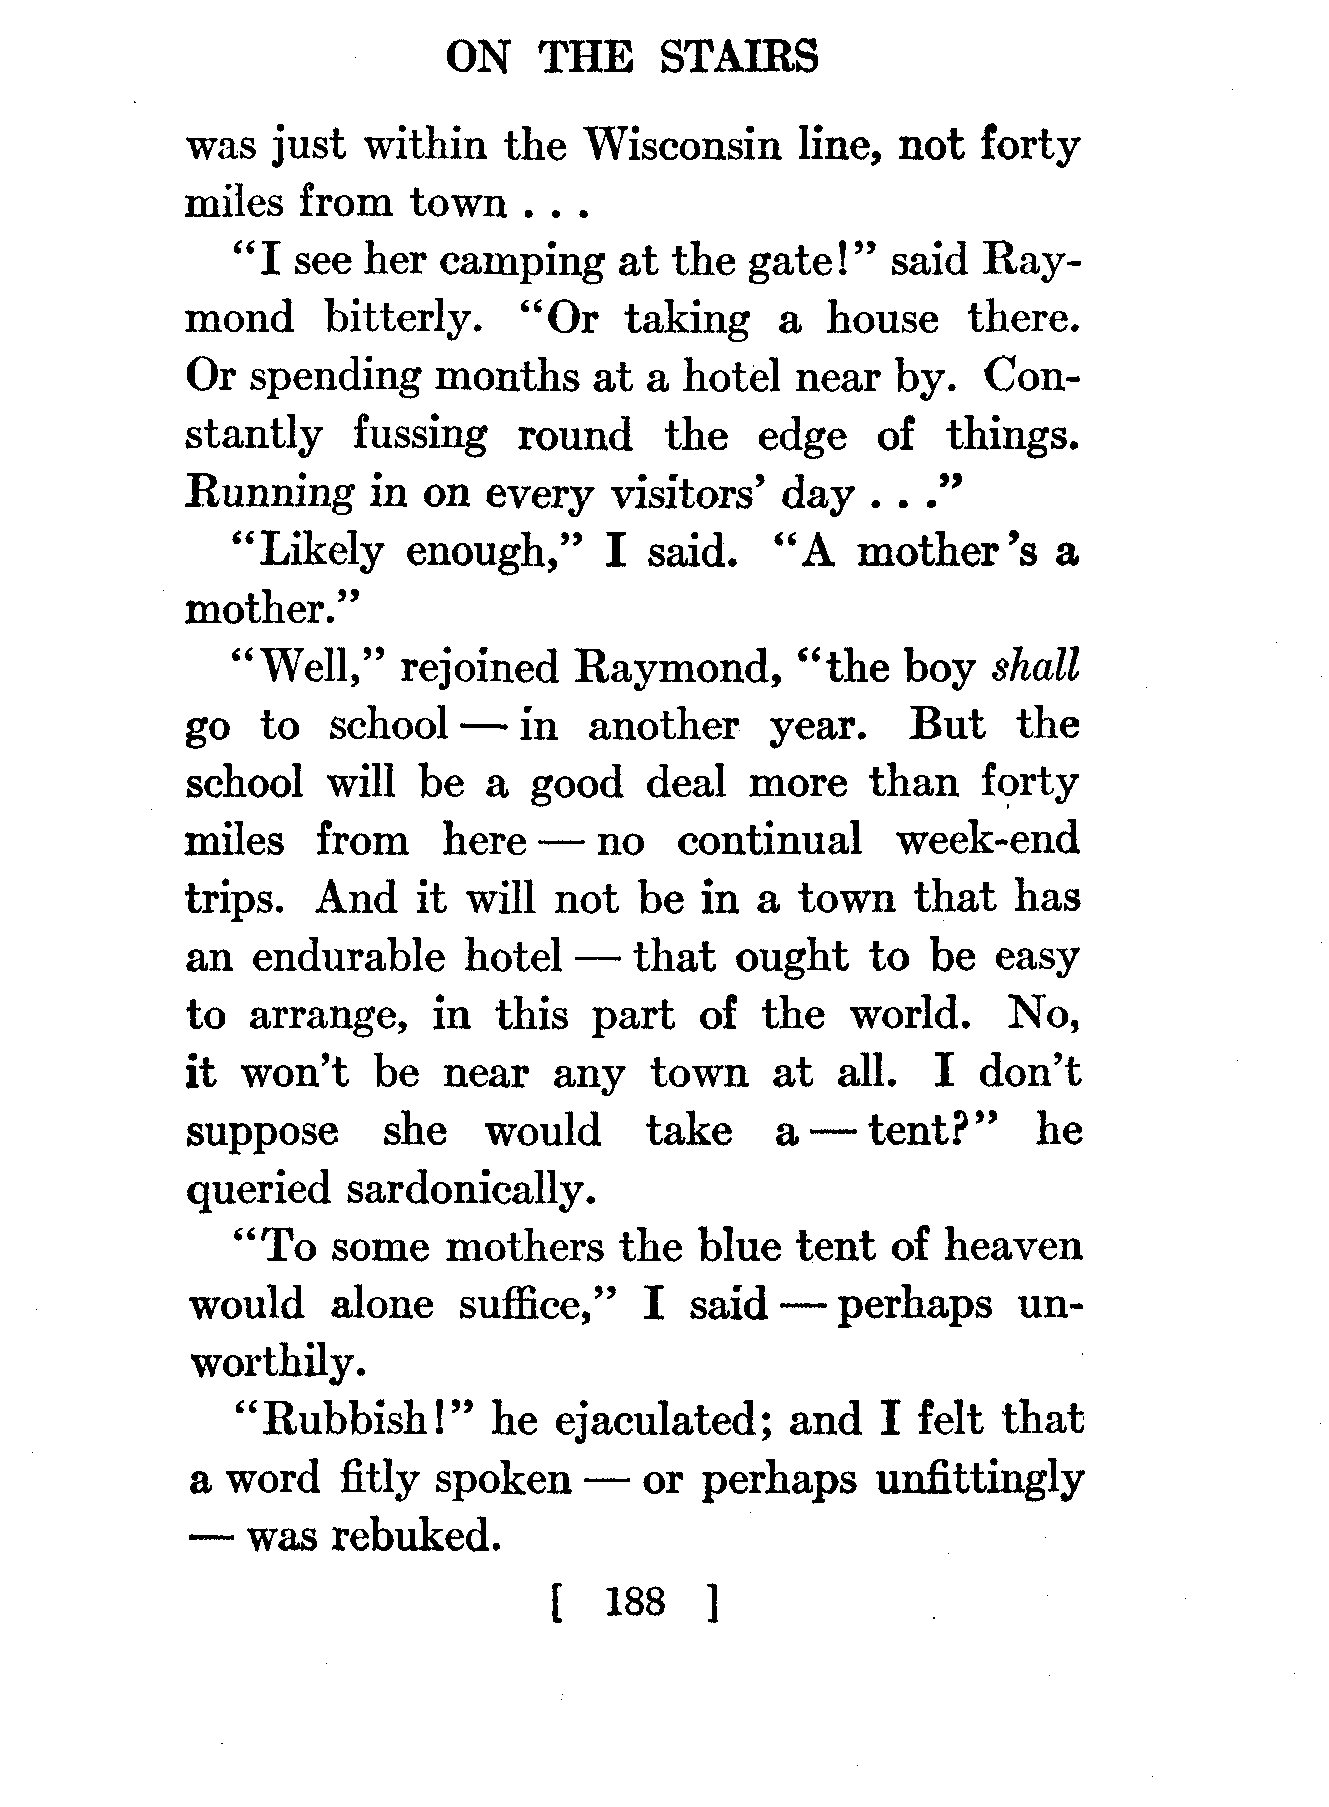 ON THE STAIRS
was just within the Wisconsin line, not forty
miles from town . . .
“I see her camping at the gate!” said Ray-
mond bitterly. “Or taking a house there.
Or spending months at a hotel near by. Con-
stantly fussing round the edge of things.
Running in on every visitors’ day . . .”
“Likely enough,” I said. “A mother’s a
mother.”
“Well,” rejoined Raymond, “the boy shall
go to school — in another year. But the
school will be a good deal more than forty
miles from here — no continual week-end
trips. And it will not be in a town that has
an endurable hotel — that ought to be easy
to arrange, in this part of the world. No,
it won’t be near any town at all. I don’t
suppose she would take a — tent?” he
queried sardonically.
“To some mothers the blue tent of heaven
would alone suffice,” I said — perhaps un-
worthily.
“Rubbish!” he ejaculated; and I felt that
a word fitly spoken — or perhaps unfittingly
— was rebuked.
[ 188 ]